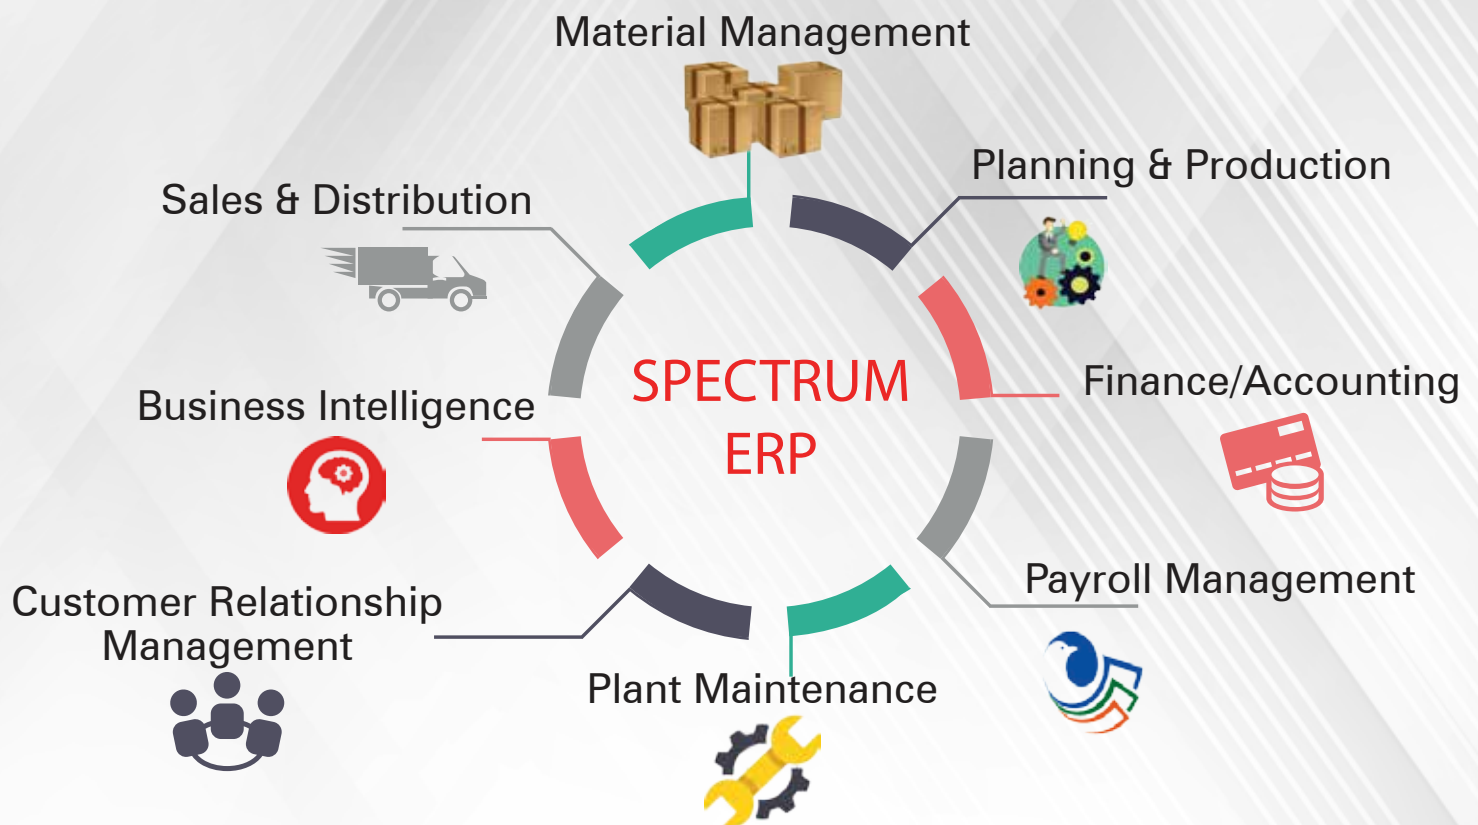 Material Management
Planning & Production
Sales & Distribution
Finance/Accounting
SPECTRUM
ERP
Business Intelligence
Payroll Management
Customer Relationship
Management
Plant Maintenance